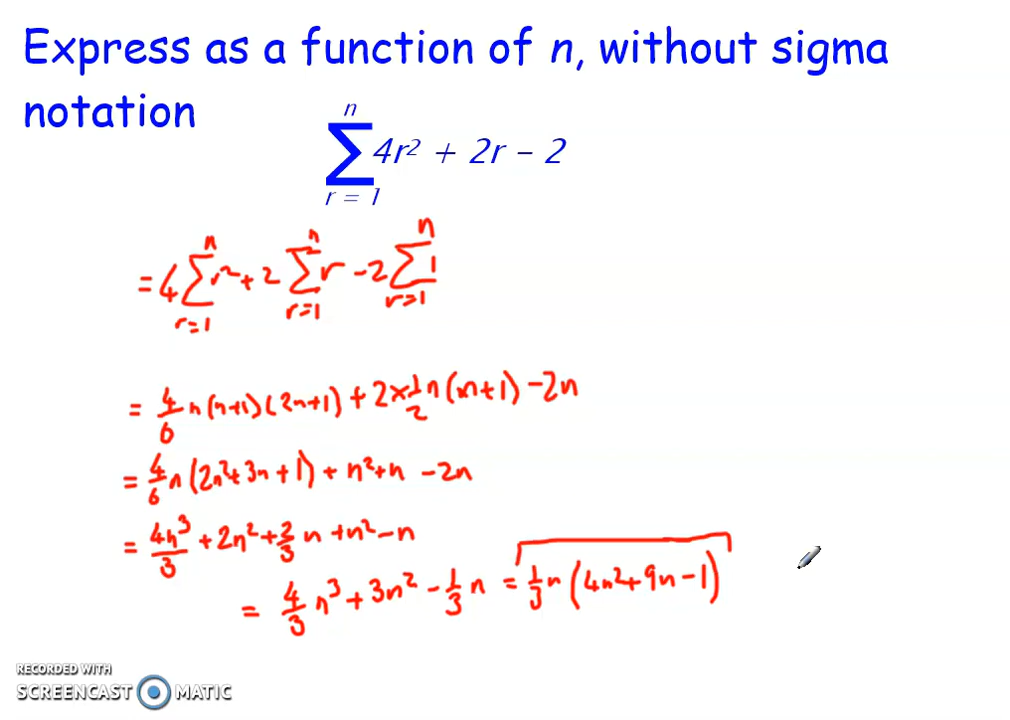 Express as a function of n, without sigma
notation
n
∑ 4r² + 2r − 2
r = 1
= 4 n∑r=1 r² + 2 n∑r=1 r − 2 n∑r=1 1
= 4/6 n(n+1)(2n+1) + 2×1/2 n(n+1) − 2n
= 4/6 n(2n²+3n+1) + n²+n − 2n
= 4n³/3 + 2n² + 2/3 n + n² − n
= 4/3 n³ + 3n² − 1/3 n = 1/3 n(4n²+9n−1)
RECORDED WITH
SCREENCAST MATIC